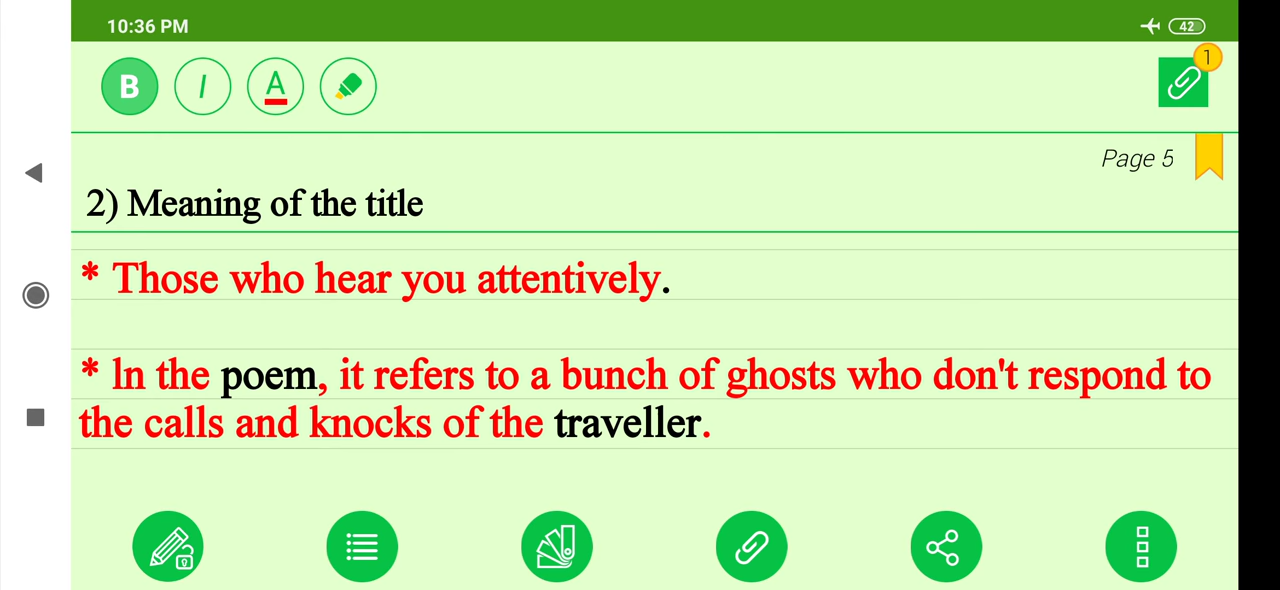 10:36 PM
42
B I A
1
Page 5
2) Meaning of the title
* Those who hear you attentively.
* ln the poem, it refers to a bunch of ghosts who don't respond to
the calls and knocks of the traveller.